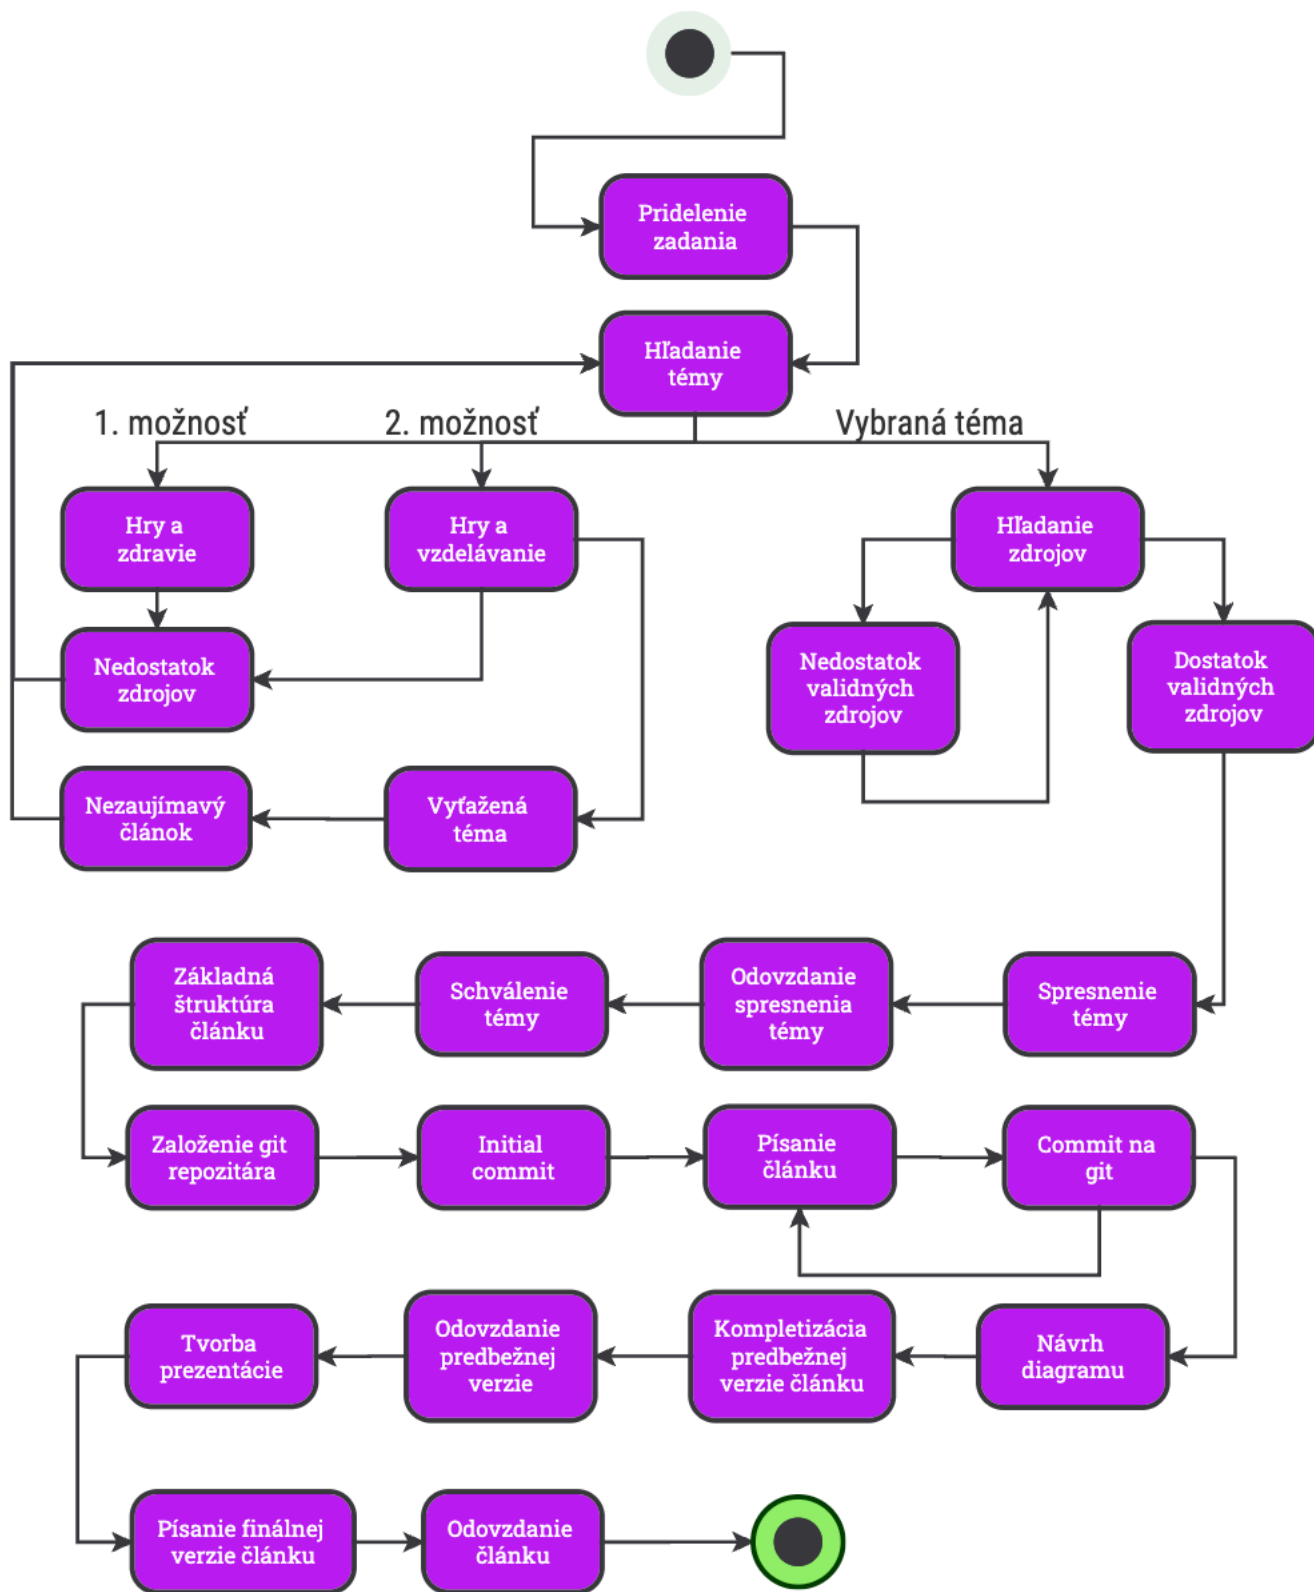 Pridelenie
zadania
Hľadanie
témy
1. možnosť
2. možnosť
Vybraná téma
Hry a
zdravie
Hry a
vzdelávanie
Hľadanie
zdrojov
Nedostatok
zdrojov
Nedostatok
validných
zdrojov
Dostatok
validných
zdrojov
Nezaujímavý
článok
Vyťažená
téma
Základná
štruktúra
článku
Schválenie
témy
Odovzdanie
spresnenia
témy
Spresnenie
témy
Založenie git
repozitára
Initial
commit
Písanie
článku
Commit na
git
Tvorba
prezentácie
Odovzdanie
predbežnej
verzie
Kompletizácia
predbežnej
verzie článku
Návrh
diagramu
Písanie finálnej
verzie článku
Odovzdanie
článku